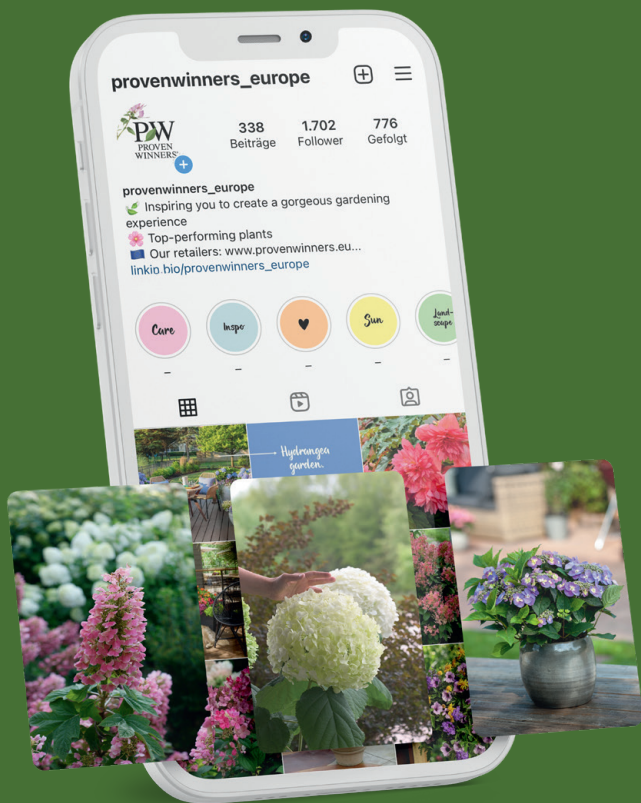 provenwinners_europe
PW
PROVEN
WINNERS®
338
Beiträge
1.702
Follower
776
Gefolgt
provenwinners_europe
Inspiring you to create a gorgeous gardening
experience
Top-performing plants
Our retailers: www.provenwinners.eu...
linkin.bio/provenwinners_europe
Care
Inspo
Sun
Land-
scape
–
–
–
–
–
Hydrangea
garden.